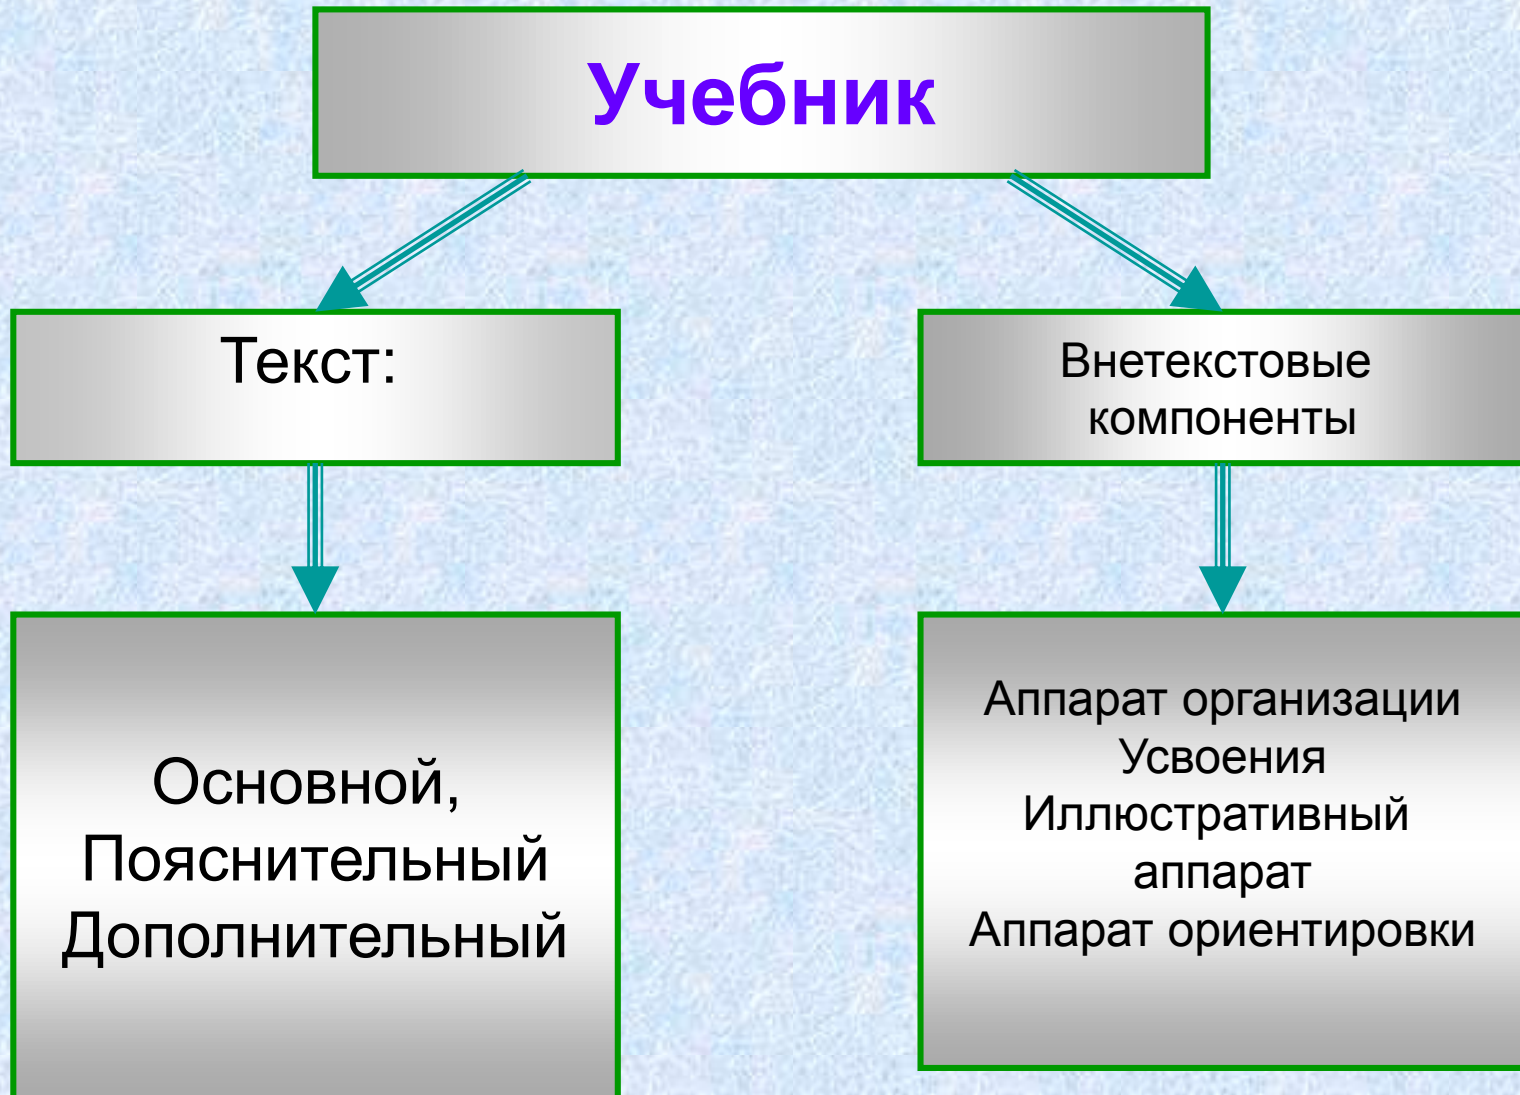 Учебник
Текст:
Внетекстовые
компоненты
Основной,
Пояснительный
Дополнительный
Аппарат организации
Усвоения
Иллюстративный
аппарат
Аппарат ориентировки